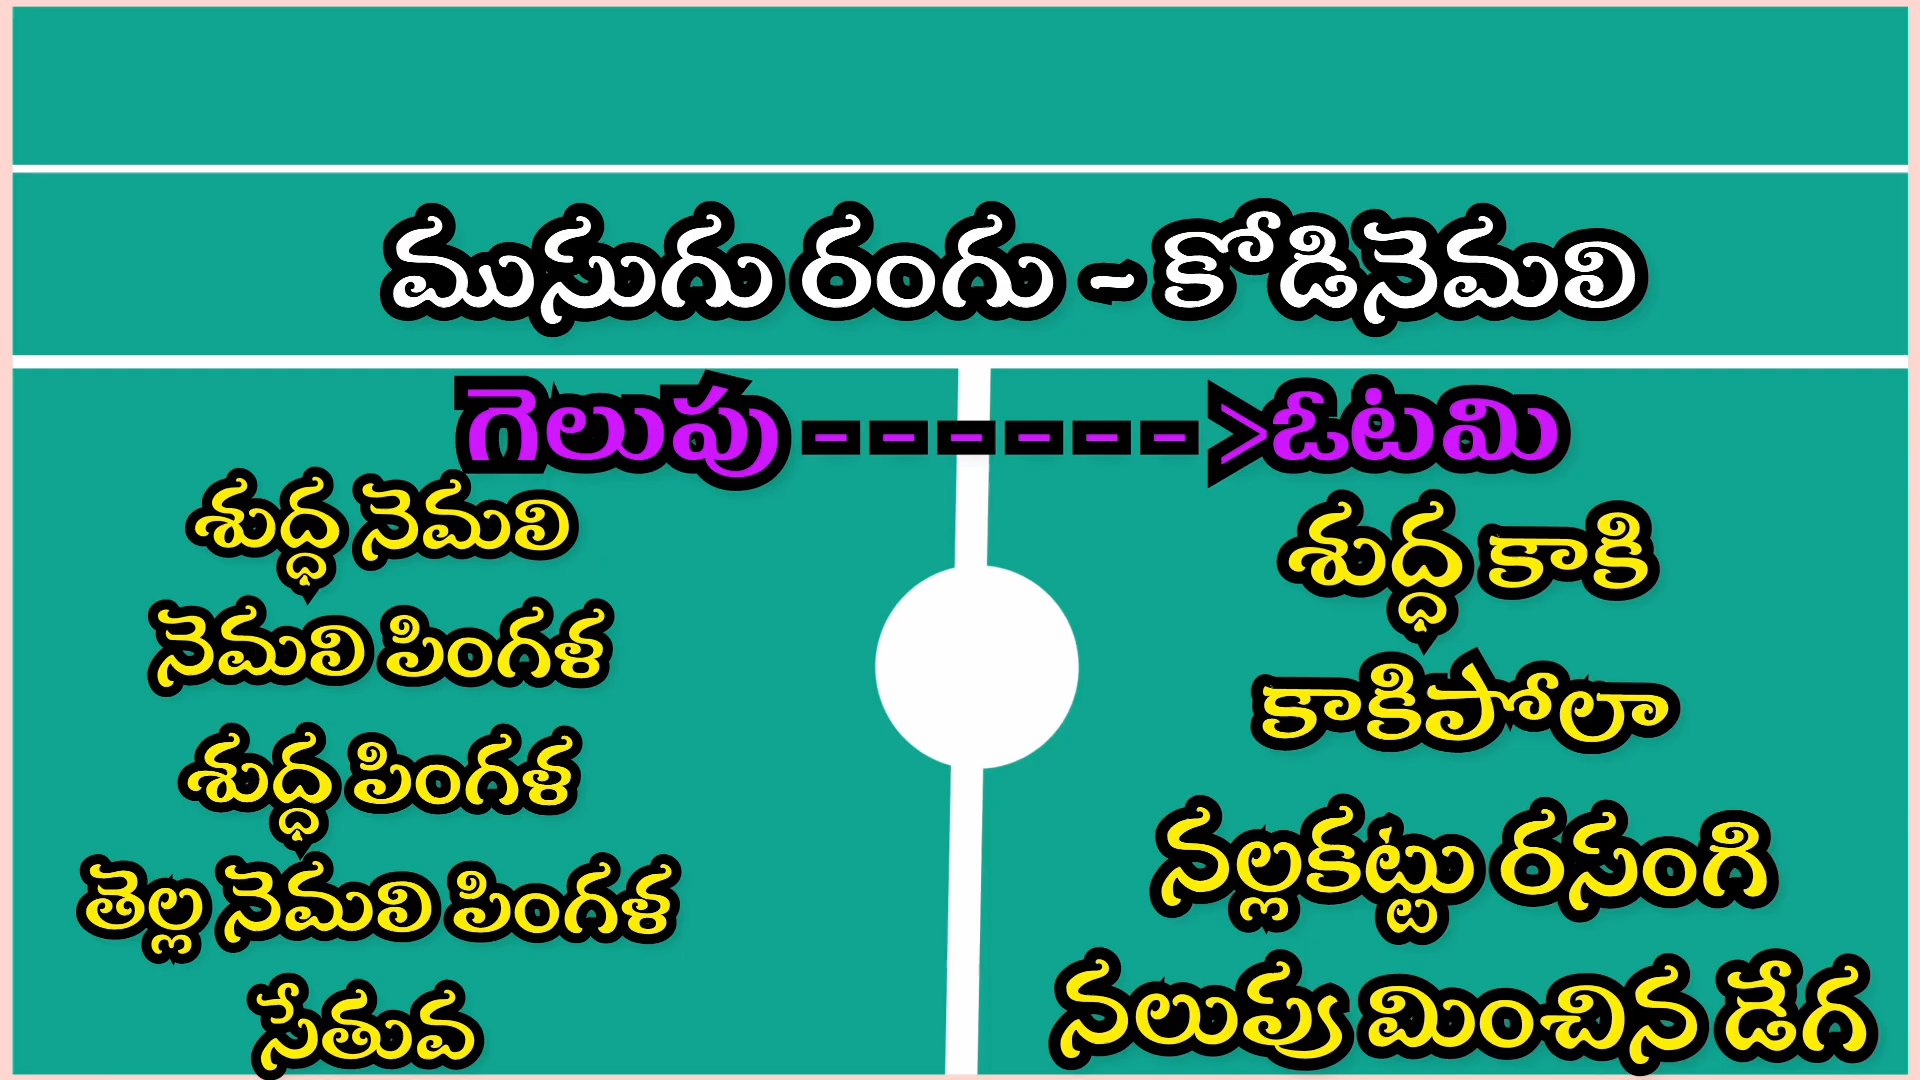 ముసుగు రంగు - కోడినెమలి
గెలుపు ------>ఓటమి
శుద్ధ నెమలి
నెమలి పింగళ
శుద్ధ పింగళ
తెల్ల నెమలి పింగళ
సేతువ
శుద్ధ కాకి
కాకిపోలా
నల్లకట్టు రసంగి
నలుపు మించిన డేగ